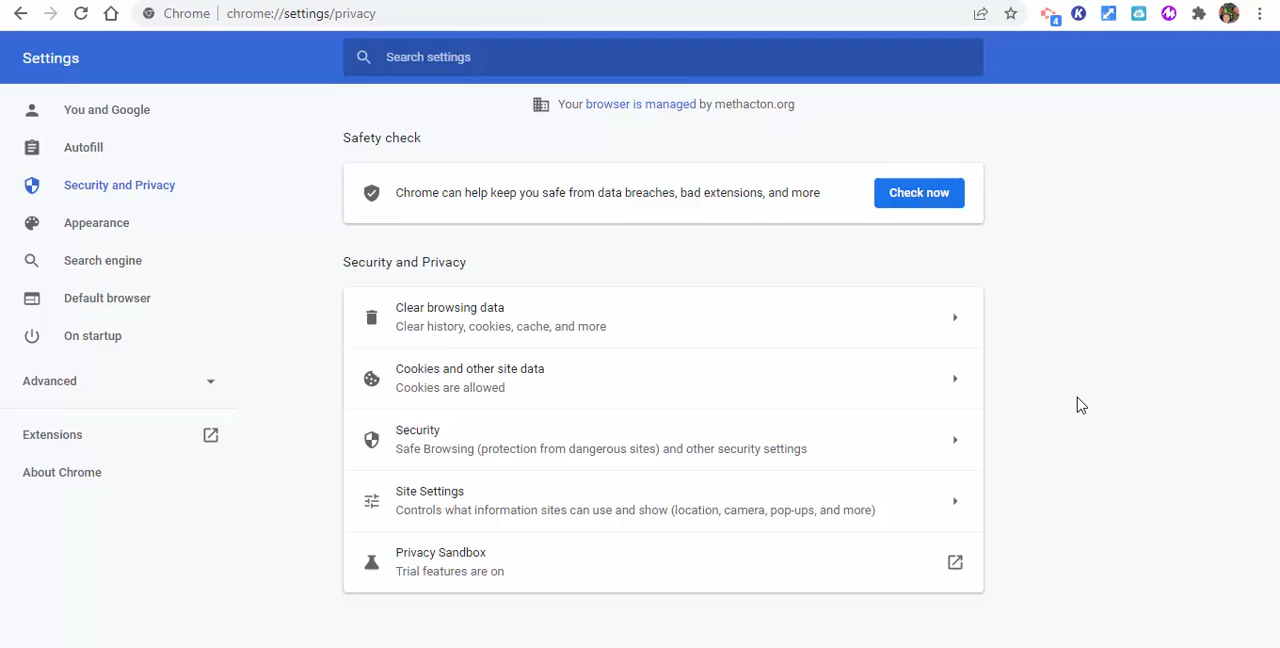 Chrome | chrome://settings/privacy
4
K
Settings
Search settings
You and Google
Autofill
Security and Privacy
Appearance
Search engine
Default browser
On startup
Advanced
Extensions
About Chrome
Your browser is managed by methacton.org
Safety check
Chrome can help keep you safe from data breaches, bad extensions, and more
Check now
Security and Privacy
Clear browsing data
Clear history, cookies, cache, and more
Cookies and other site data
Cookies are allowed
Security
Safe Browsing (protection from dangerous sites) and other security settings
Site Settings
Controls what information sites can use and show (location, camera, pop-ups, and more)
Privacy Sandbox
Trial features are on